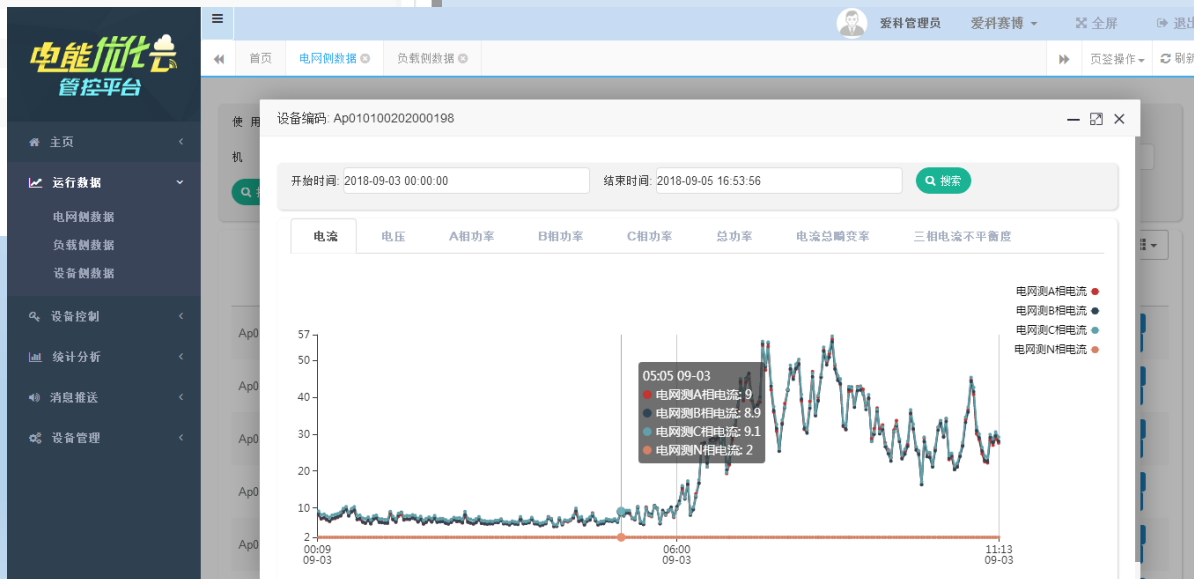 电能优化云
管控平台
爱科管理员 爱科赛博 全屏 退出
首页 电网侧数据 负载侧数据 页签操作 刷新
主页
运行数据
电网侧数据
负载侧数据
设备侧数据
设备控制
统计分析
消息推送
设备管理
使 用
机
设备编码: Ap010100202000198
开始时间: 2018-09-03 00:00:00 结束时间: 2018-09-05 16:53:56 搜索
电流 电压 A相功率 B相功率 C相功率 总功率 电流总畸变率 三相电流不平衡度
电网测A相电流
电网测B相电流
电网测C相电流
电网测N相电流
57
50
40
30
20
10
2
05:05 09-03
电网测A相电流: 9
电网测B相电流: 8.9
电网测C相电流: 9.1
电网测N相电流: 2
00:09 06:00 11:13
09-03 09-03 09-03
Ap0
Ap0
Ap0
Ap0
Ap0